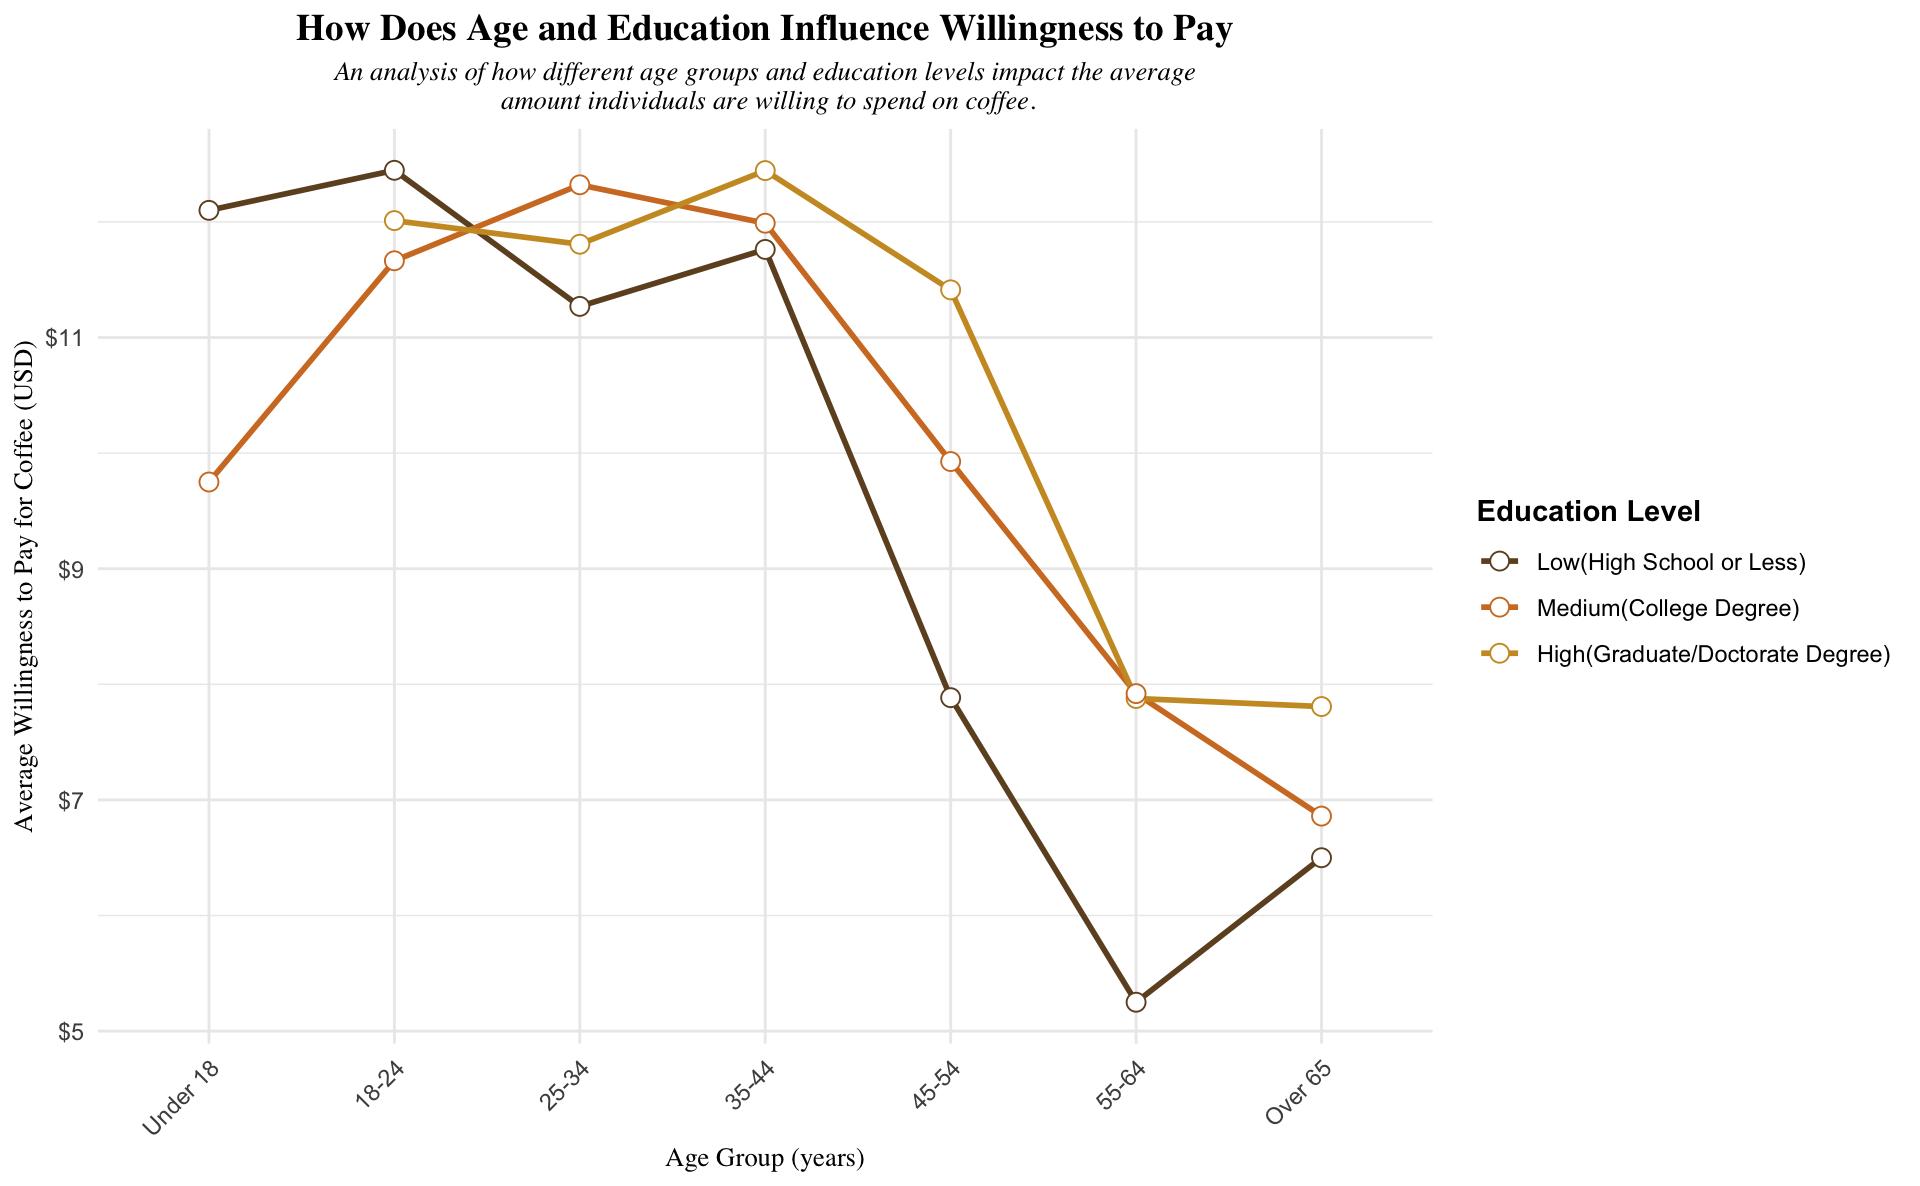 How Does Age and Education Influence Willingness to Pay
An analysis of how different age groups and education levels impact the average
amount individuals are willing to spend on coffee.
Average Willingness to Pay for Coffee (USD)
$11
$9
$7
$5
Under 18
18-24
25-34
35-44
45-54
55-64
Over 65
Age Group (years)
Education Level
Low(High School or Less)
Medium(College Degree)
High(Graduate/Doctorate Degree)